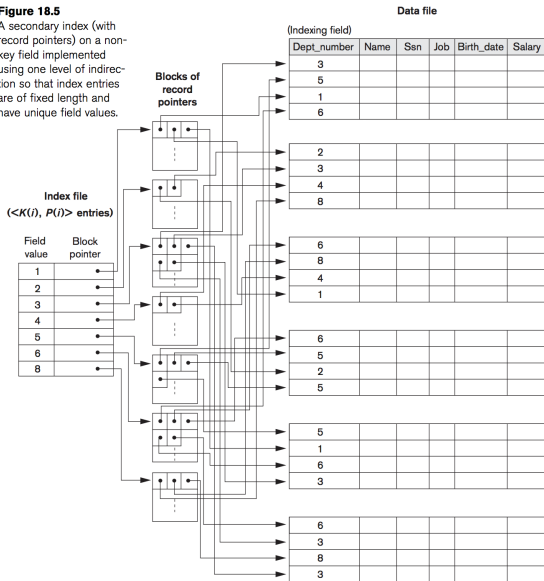 Figure 18.5
A secondary index (with
record pointers) on a non-
key field implemented
using one level of indirec-
tion so that index entries
are of fixed length and
have unique field values.
Data file
(Indexing field)
Dept_number Name Ssn Job Birth_date Salary
3
5
1
6
2
3
4
8
6
8
4
1
6
5
2
5
5
1
6
3
6
3
8
3
Blocks of
record
pointers
Index file
(<K(i), P(i)> entries)
Field
value
Block
pointer
1
2
3
4
5
6
8